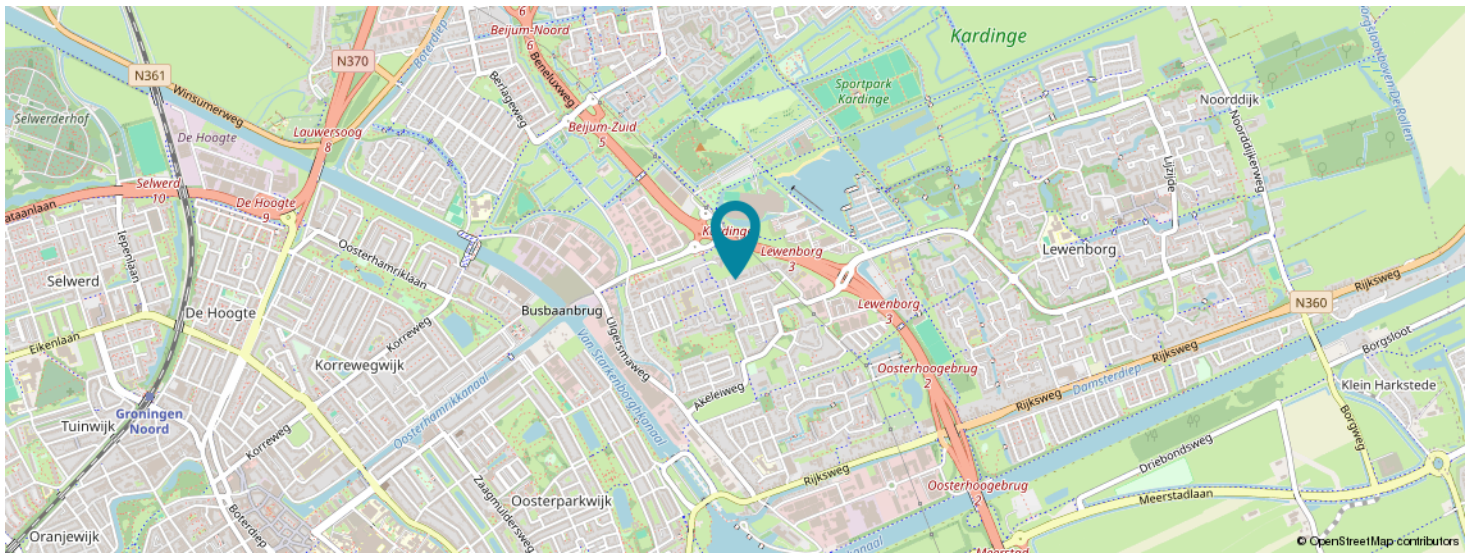 6
Beijum-Noord
6
Kardinge
N370
Boterdiep
N361
Beneluxweg
Winsumerweg
Berlageweg
Sportpark
Kardinge
Noorddijk
Selwerderhof
De Hoogte
Lauwersoog
8
Beijum-Zuid
5
Noorddijkerweg
Lijzijde
Selwerd
10
De Hoogte
9
Iepenlaan
Kardinge
Lewenborg
3
Lewenborg
Oosterhamriklaan
Selwerd
De Hoogte
Busbaanbrug
Lewenborg
3
N360
Rijksweg
Eikenlaan
Korreweg
Ulgersmaweg
Van Starkenborghkanaal
Korrewegwijk
Oosterhoogebrug
2
Rijksweg
Borgsloot
Damsterdiep
Klein Harkstede
Akeleiweg
Rijksweg
Groningen
Noord
Tuinwijk
Oosterhamrikkanaal
Korreweg
Borgweg
Driebondsweg
Rijksweg
Zaagmuldersweg
Oosterparkwijk
Boterdiep
Oosterhoogebrug
2
Meerstadlaan
Oranjewijk
Meerstad
© OpenStreetMap contributors